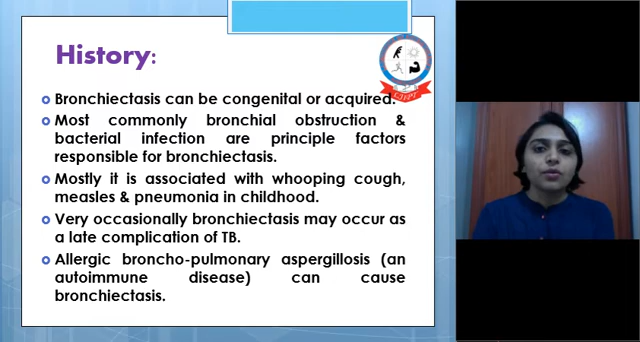 History:
Bronchiectasis can be congenital or acquired.
Most commonly bronchial obstruction &
bacterial infection are principle factors
responsible for bronchiectasis.
Mostly it is associated with whooping cough,
measles & pneumonia in childhood.
Very occasionally bronchiectasis may occur as
a late complication of TB.
Allergic broncho-pulmonary aspergillosis (an
autoimmune disease) can cause
bronchiectasis.